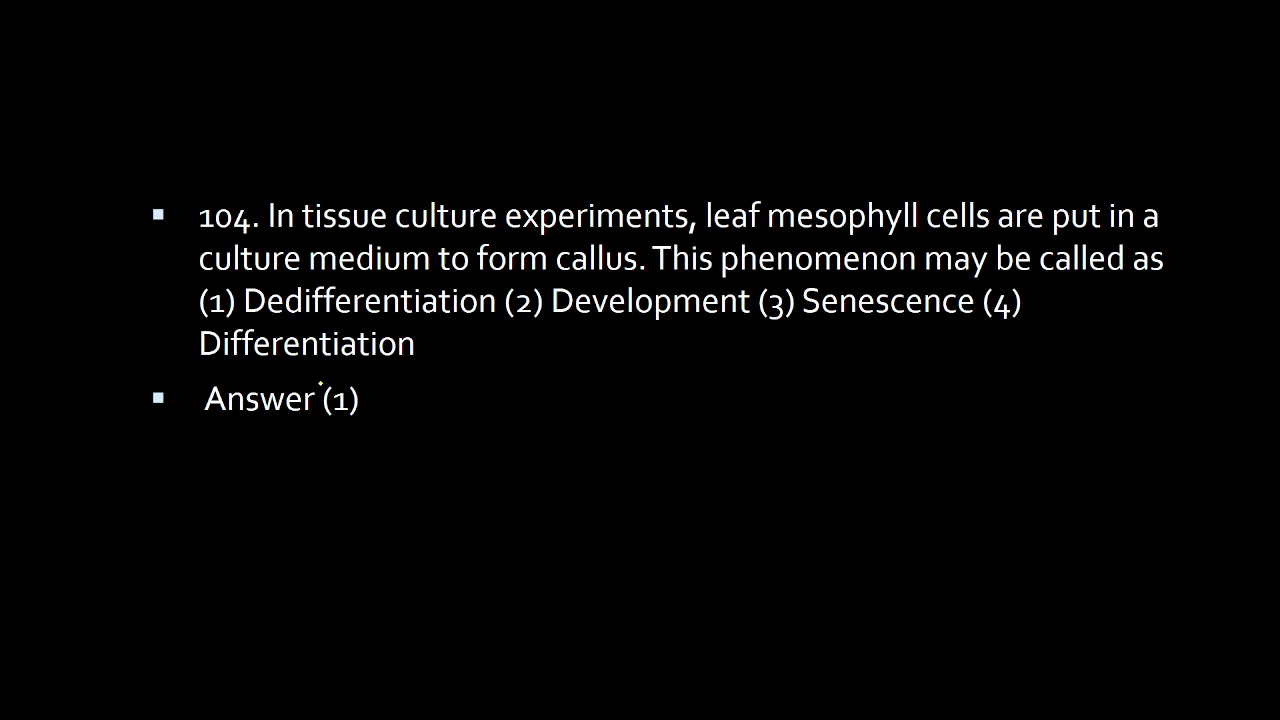 104. In tissue culture experiments, leaf mesophyll cells are put in a
culture medium to form callus. This phenomenon may be called as
(1) Dedifferentiation (2) Development (3) Senescence (4)
Differentiation
Answer (1)